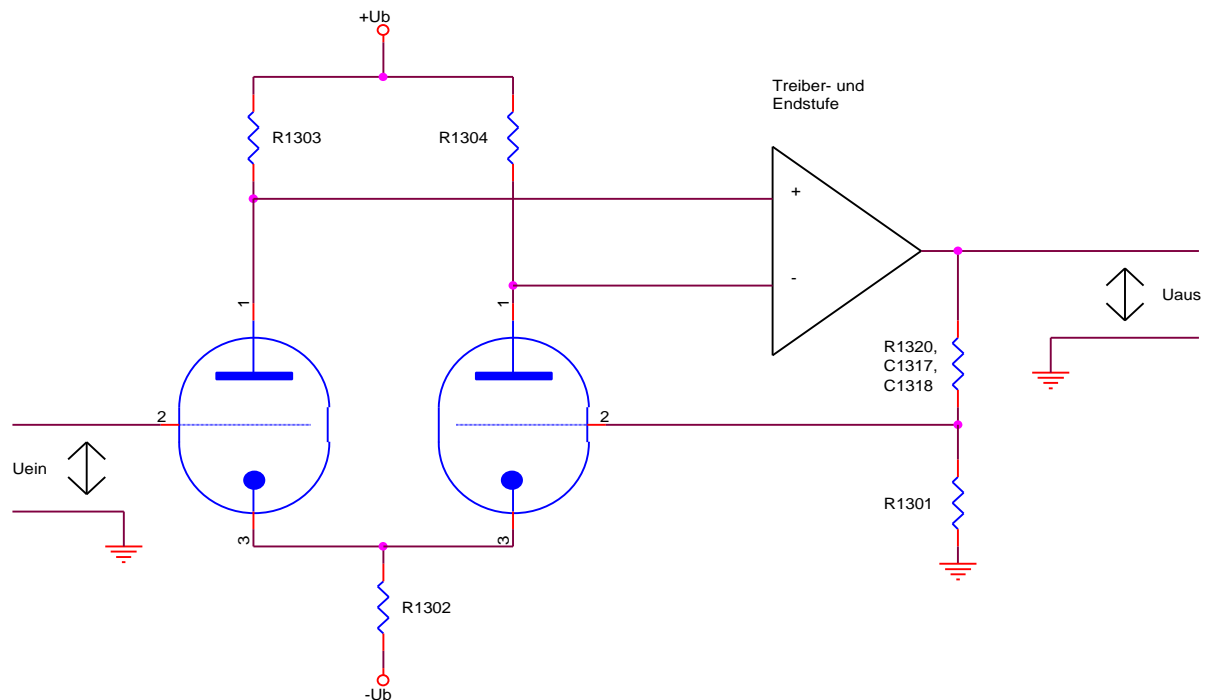 +Ub
Treiber- und
Endstufe
R1303
R1304
+
-
1
1
Uaus
R1320,
C1317,
C1318
2
2
Uein
R1301
3
3
R1302
-Ub